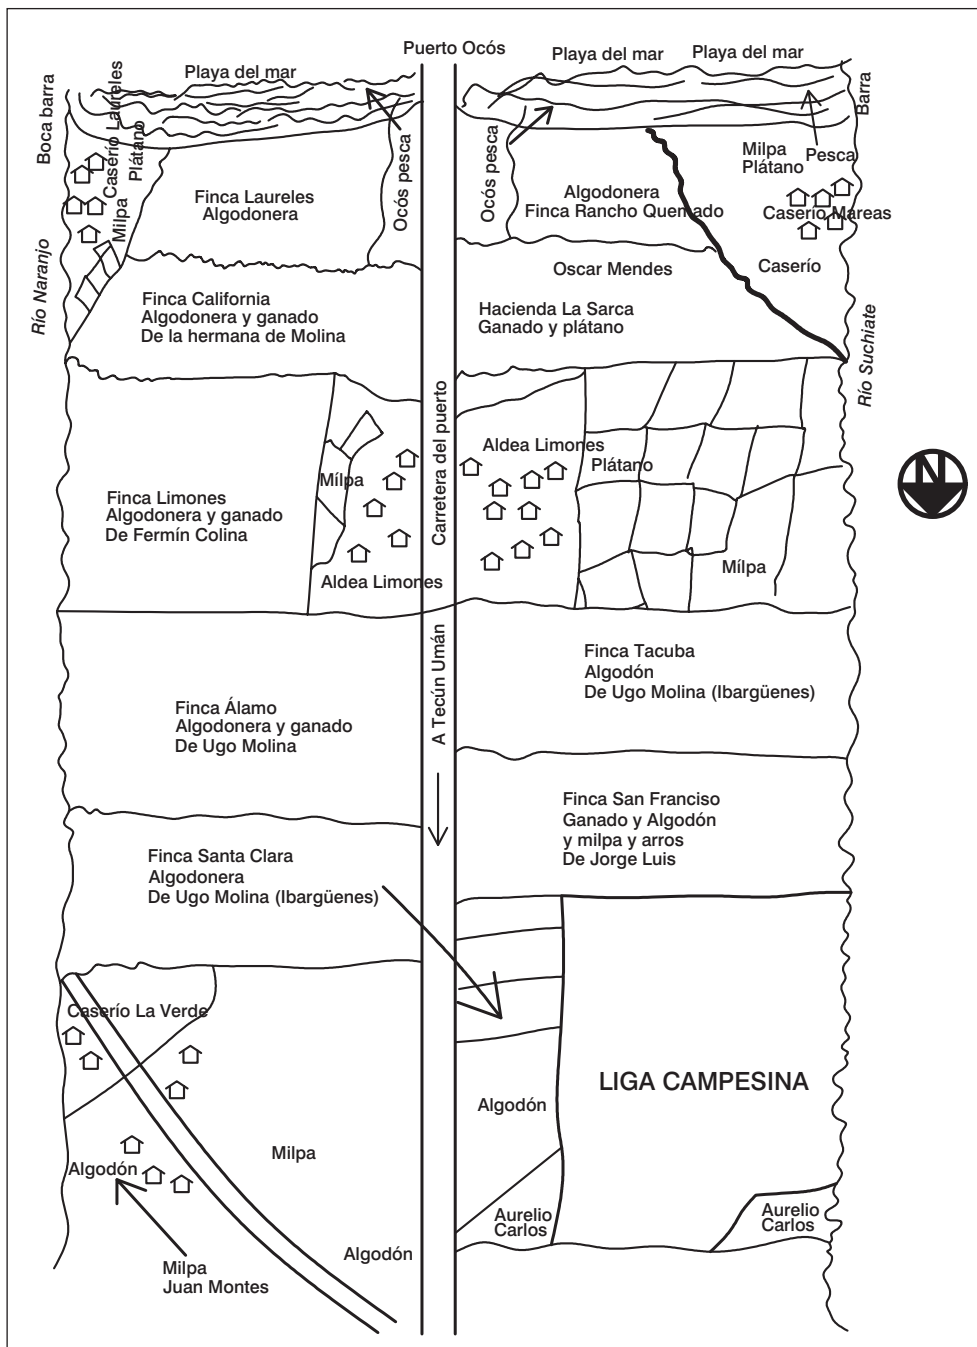 Puerto Ocós
Playa del mar
Playa del mar
Playa del mar
Boca barra
Caserío Laureles
Plátano
Milpa
Ocós pesca
Ocós pesca
Barra
Milpa
Plátano
Pesca
Finca Laureles
Algodonera
Algodonera
Finca Rancho Quemado
Caserío Mareas
Caserío
Río Naranjo
Finca California
Algodonera y ganado
De la hermana de Molina
Oscar Mendes
Hacienda La Sarca
Ganado y plátano
Río Suchiate
Carretera del puerto
Aldea Limones
Plátano
Mílpa
Finca Limones
Algodonera y ganado
De Fermín Colina
Aldea Limones
Mílpa
N
A Tecún Umán
Finca Tacuba
Algodón
De Ugo Molina (Ibargüenes)
Finca Álamo
Algodonera y ganado
De Ugo Molina
Finca San Franciso
Ganado y Algodón
y milpa y arros
De Jorge Luis
Finca Santa Clara
Algodonera
De Ugo Molina (Ibargüenes)
Caserío La Verde
LIGA CAMPESINA
Algodón
Milpa
Algodón
Aurelio
Carlos
Aurelio
Carlos
Algodón
Milpa
Juan Montes